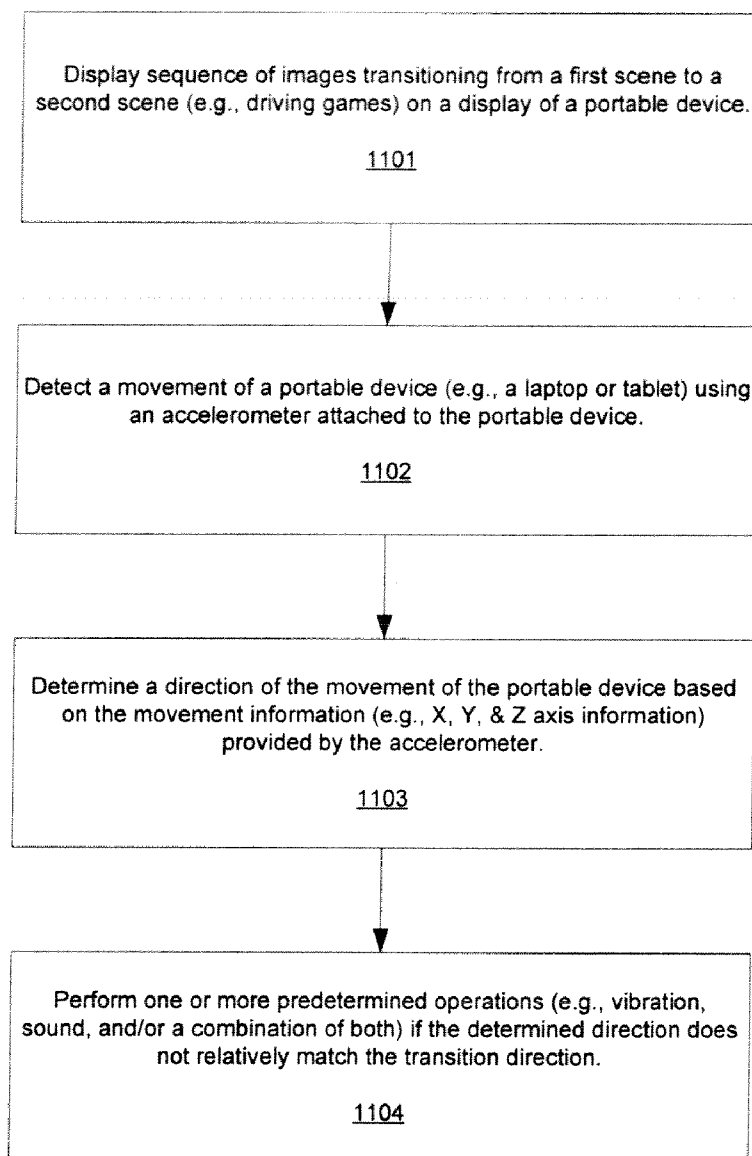 Display sequence of images transitioning from a first scene to a
second scene (e.g., driving games) on a display of a portable device.
1101
Detect a movement of a portable device (e.g., a laptop or tablet) using
an accelerometer attached to the portable device.
1102
Determine a direction of the movement of the portable device based
on the movement information (e.g., X, Y, & Z axis information)
provided by the accelerometer.
1103
Perform one or more predetermined operations (e.g., vibration,
sound, and/or a combination of both) if the determined direction does
not relatively match the transition direction.
1104